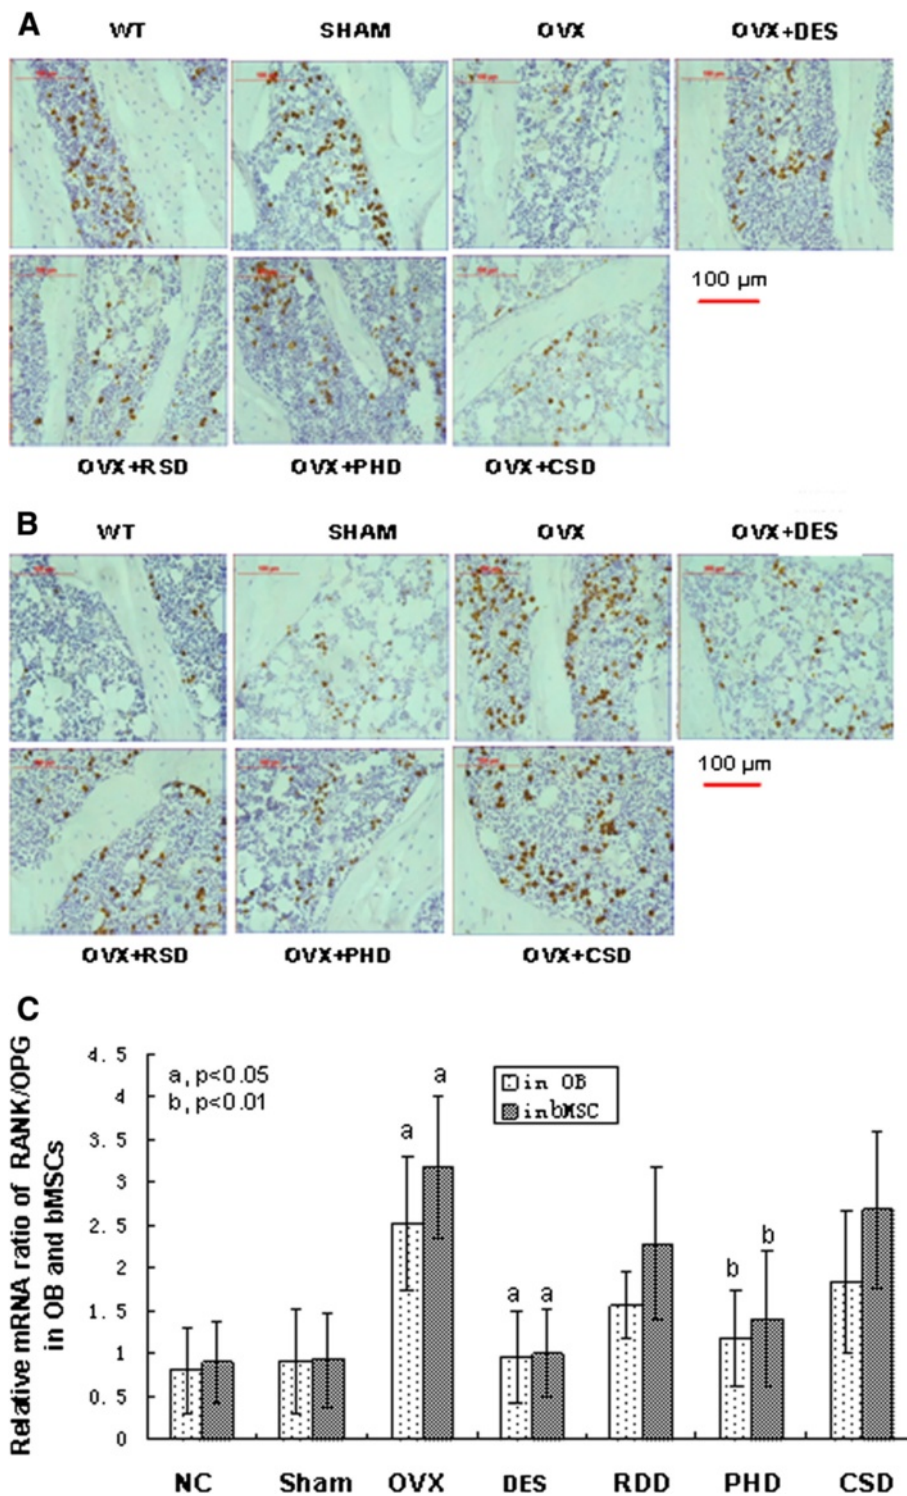 A
WT SHAM OVX OVX+DES
100 µm
OVX+RSD OVX+PHD OVX+CSD
B
WT SHAM OVX OVX+DES
100 µm
OVX+RSD OVX+PHD OVX+CSD
C
Relative mRNA ratio of RANK/OPG
in OB and bMSCs
4.5
4
3.5
3
2.5
2
1.5
1
0.5
0
a, p<0.05
b, p<0.01
in OB
inbMSC
a a
a a
b b
NC Sham OVX DES RDD PHD CSD